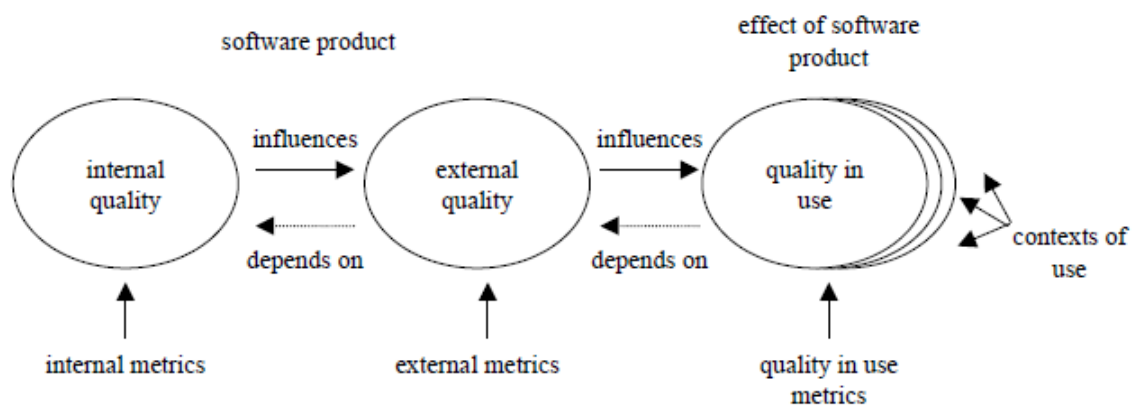 software product
effect of software
product
influences
influences
internal
quality
external
quality
quality in
use
depends on
depends on
contexts of
use
internal metrics
external metrics
quality in use
metrics